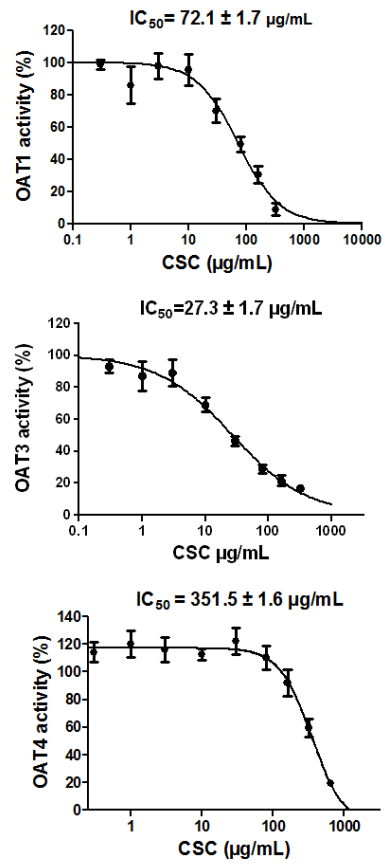 IC50 = 72.1 ± 1.7 µg/mL
120
100
80
60
40
20
0
OAT1 activity (%)
0.1 1 10 100 1000 10000
CSC (µg/mL)
IC50 =27.3 ± 1.7 µg/mL
120
100
80
60
40
20
0
OAT3 activity (%)
0.1 1 10 100 1000
CSC µg/mL
IC50 = 351.5 ± 1.6 µg/mL
140
120
100
80
60
40
20
0
OAT4 activity (%)
1 10 100 1000
CSC (µg/mL)